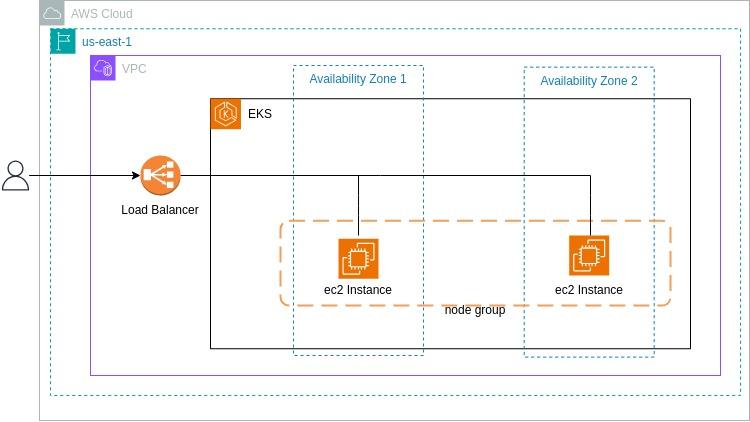 AWS Cloud
us-east-1
VPC
Availability Zone 1
Availability Zone 2
EKS
Load Balancer
ec2 Instance
ec2 Instance
node group